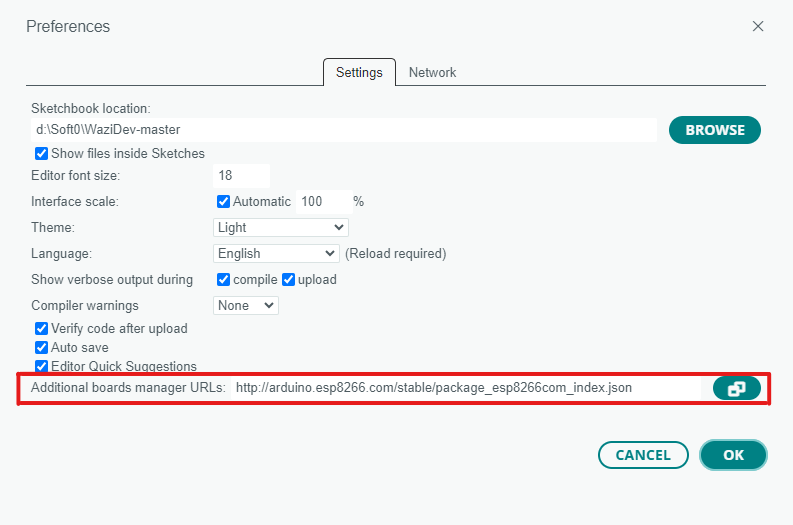 Preferences
Settings Network
Sketchbook location:
d:\Soft0\WaziDev-master
BROWSE
Show files inside Sketches
Editor font size: 18
Interface scale: Automatic 100 %
Theme: Light
Language: English (Reload required)
Show verbose output during compile upload
Compiler warnings None
Verify code after upload
Auto save
Editor Quick Suggestions
Additional boards manager URLs: http://arduino.esp8266.com/stable/package_esp8266com_index.json
CANCEL OK